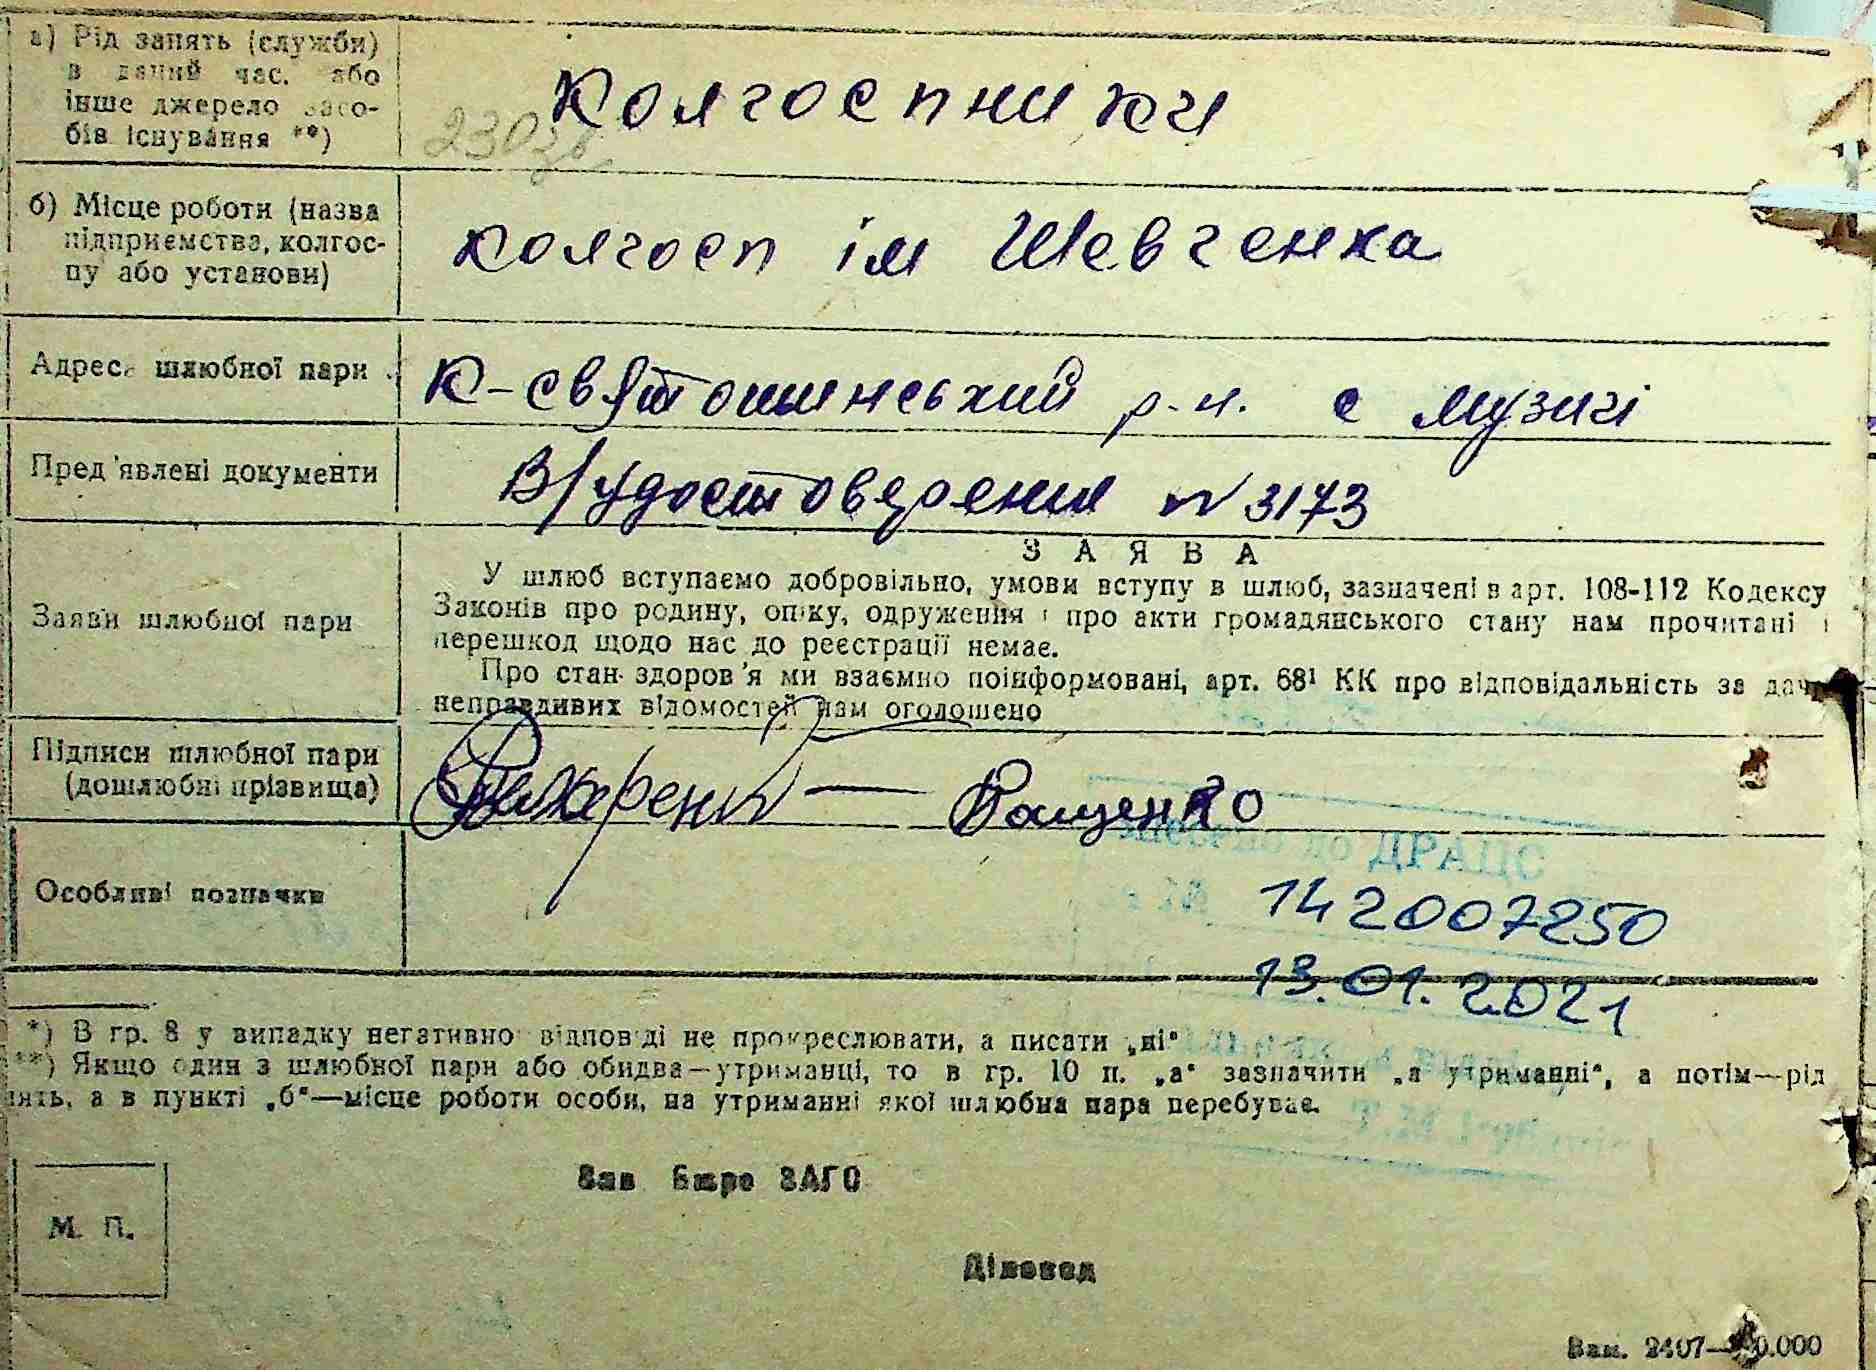 а) Рід занять (служби)
в даний час. або
інше джерело засо-
бів існування **)
Колгоспники
230
б) Місце роботи (назва
підприємства, колгос-
пу або установи)
колгосп ім Шевченка
Адреса шлюбної пари
К-святошинський р-н. с музичі
Пред'явлені документи
В/удостоверения № 3173
Заяви шлюбної пари
ЗАЯВА
У шлюб вступаємо добровільно, умови вступу в шлюб, зазначені в арт. 108-112 Кодексу
Законів про родину, опіку, одруження і про акти громадянського стану нам прочитані і
перешкод щодо нас до реєстрації немає.
Про стан здоров'я ми взаємно поінформовані, арт. 68¹ КК про відповідальність за дачу
неправдивих відомостей нам оголошено
Підписи шлюбної пари
(дошлюбні прізвища)
Ващенко
до ДРАЦС
Особливі позначки
142007250
13.01.2021
*) В гр. 8 у випадку негативної відповіді не прокреслювати, а писати „ні“
**) Якщо один з шлюбної пари або обидва—утриманці, то в гр. 10 п. „а“ зазначити „а утриманні“, а потім—рід
нять, а в пункті „б“—місце роботи особи, на утриманні якої шлюбна пара перебуває.
Зав Бюро ЗАГС
М. П.
Діловод
Зам. 2407— 0.000